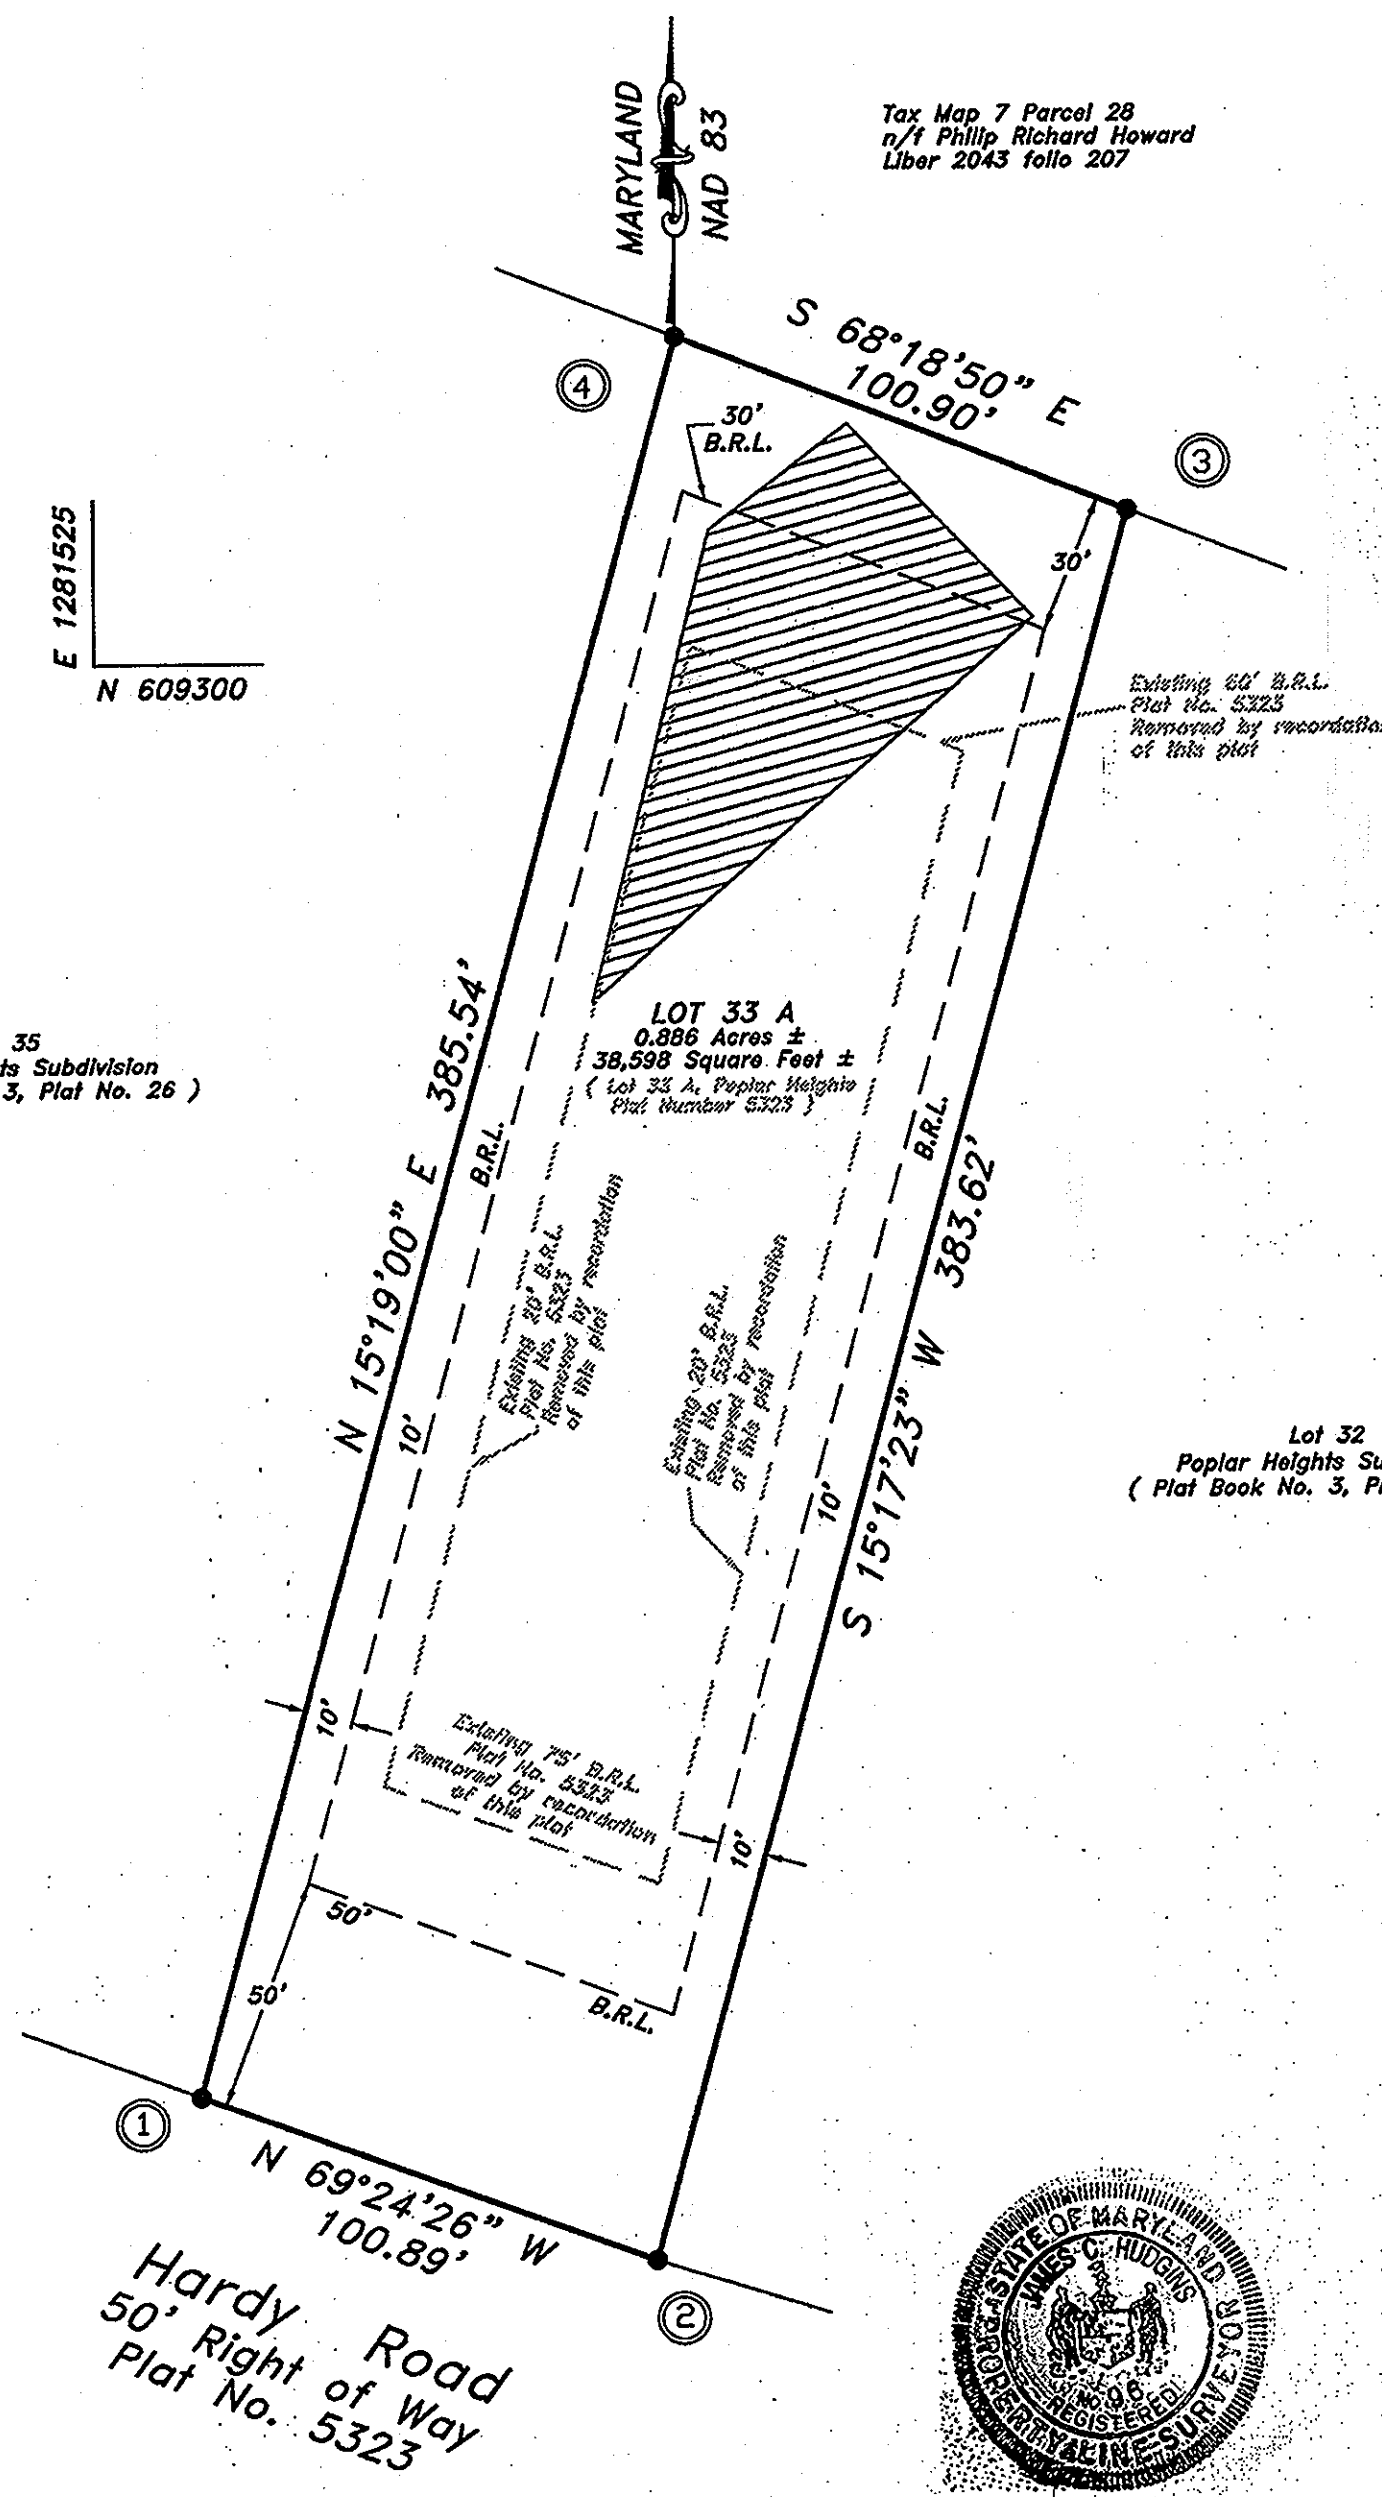 MARYLAND
NAD 83
Tax Map 7 Parcel 28
n/f Philip Richard Howard
Liber 2043 folio 207
S 68°18'50" E
100.90'
4
3
30'
B.R.L.
30'
E 1281525
N 609300
Existing 60' B.R.L.
Plat No. 5323
Removed by recordation
of this plat
LOT 33 A
0.886 Acres ±
38,598 Square Feet ±
( Lot 33 A, Poplar Heights
Plat Number 5323 )
35
ts Subdivision
3, Plat No. 26 )
N 15°19'00" E 385.54'
B.R.L.
B.R.L.
S 15°17'23" W 383.62'
Existing 20' B.R.L.
Plat No. 5323
Removed by recordation
of this plat
Existing 20' B.R.L.
Plat No. 5323
Removed by recordation
of this plat
10'
10'
Lot 32
Poplar Heights Su
( Plat Book No. 3, Pl
10'
Existing 75' B.R.L.
Plat No. 5323
Removed by recordation
of this plat
10'
50'
50'
B.R.L.
1
N 69°24'26" W
100.89'
2
Hardy Road
50' Right of Way
Plat No. 5323
STATE OF MARYLAND
JAMES C. HUDGINS
REGISTERED
PROPERTY LINE SURVEYOR